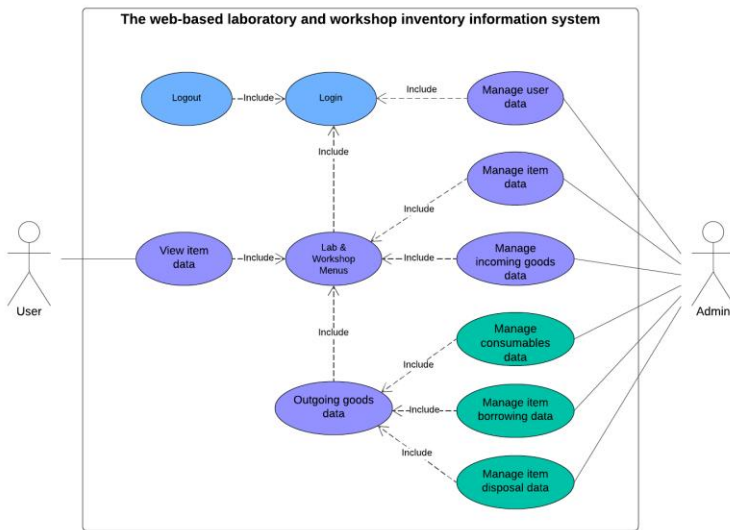 The web-based laboratory and workshop inventory information system
Logout
Include
Login
Include
Manage user
data
Include
Manage item
data
Include
User
View item
data
Include
Lab &
Workshop
Menus
Include
Manage
incoming goods
data
Admin
Include
Manage
consumables
data
Include
Outgoing goods
data
Include
Manage item
borrowing data
Include
Manage item
disposal data